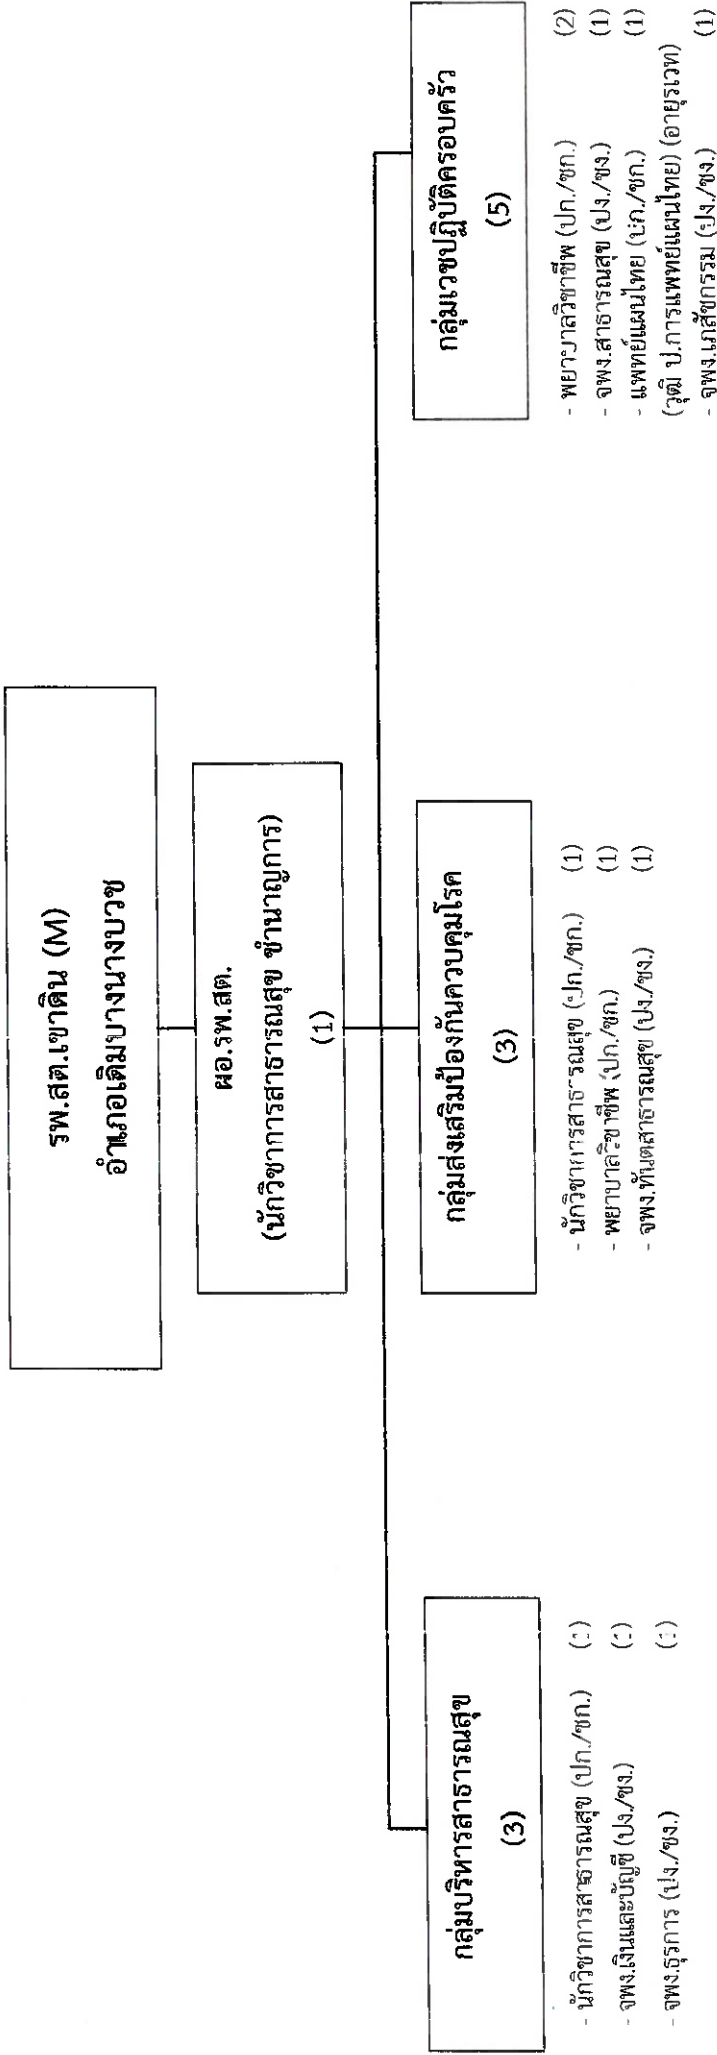 รพ.สต.เขาดิน (M)
อำเภอเดิมบางนางบวช
ผอ.รพ.สต.
(นักวิชาการสาธารณสุข ชำนาญการ)
(1)
กลุ่มบริหารสาธารณสุข
(3)
- นักวิชาการสาธารณสุข (ปก./ชก.) (1)
- จพง.เงินและบัญชี (ปง./ชง.) (1)
- จพง.ธุรการ (ปง./ชง.) (1)
กลุ่มส่งเสริมป้องกันควบคุมโรค
(3)
- นักวิชาการสาธารณสุข (ปก./ชก.) (1)
- พยาบาลวิชาชีพ (ปก./ชก.) (1)
- จพง.ทันตสาธารณสุข (ปง./ชง.) (1)
กลุ่มเวชปฏิบัติครอบครัว
(5)
- พยาบาลวิชาชีพ (ปก./ชก.) (2)
- จพง.สาธารณสุข (ปง./ชง.) (1)
- แพทย์แผนไทย (ปก./ชก.) (1)
(วุฒิ ป.การแพทย์แผนไทย) (อายุรเวท)
- จพง.เภสัชกรรม (ปง./ชง.) (1)